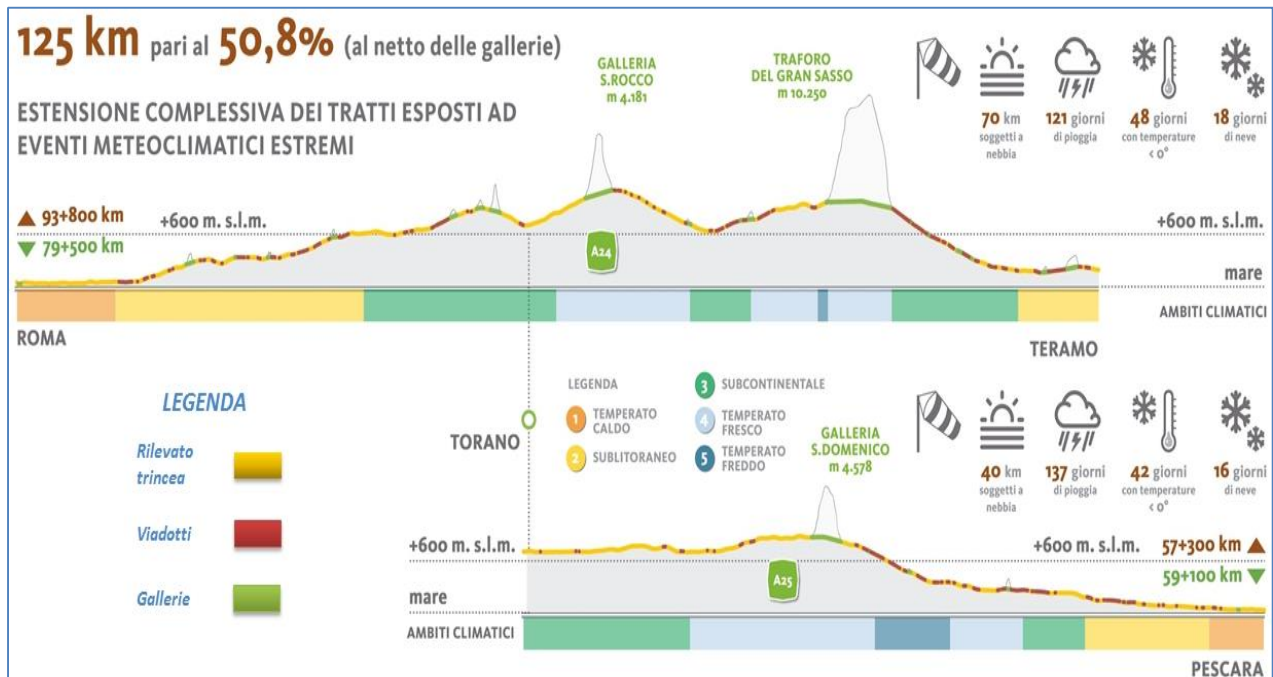 125 km pari al 50,8% (al netto delle gallerie)
ESTENSIONE COMPLESSIVA DEI TRATTI ESPOSTI AD
EVENTI METEOCLIMATICI ESTREMI
GALLERIA
S.ROCCO
m 4.181
TRAFORO
DEL GRAN SASSO
m 10.250
70 km
soggetti a
nebbia
121 giorni
di pioggia
48 giorni
con temperature
< 0°
18 giorni
di neve
93+800 km
79+500 km
+600 m. s.l.m.
A24
+600 m. s.l.m.
mare
AMBITI CLIMATICI
ROMA
TERAMO
LEGENDA
Rilevato
trincea
Viadotti
Gallerie
TORANO
LEGENDA
1 TEMPERATO
CALDO
2 SUBLITORANEO
3 SUBCONTINENTALE
4 TEMPERATO
FRESCO
5 TEMPERATO
FREDDO
GALLERIA
S.DOMENICO
m 4.578
40 km
soggetti a
nebbia
137 giorni
di pioggia
42 giorni
con temperature
< 0°
16 giorni
di neve
+600 m. s.l.m.
mare
AMBITI CLIMATICI
A25
+600 m. s.l.m.
57+300 km
59+100 km
PESCARA